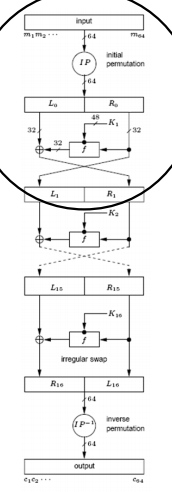 input
m₁m₂ ··· m₆₄
64
IP
initial
permutation
64
L₀ R₀
48 K₁
32 32
32
f
L₁ R₁
K₂
f
L₁₅ R₁₅
K₁₆
f
irregular swap
R₁₆ L₁₆
64
IP⁻¹
inverse
permutation
64
output
c₁c₂ ··· c₆₄